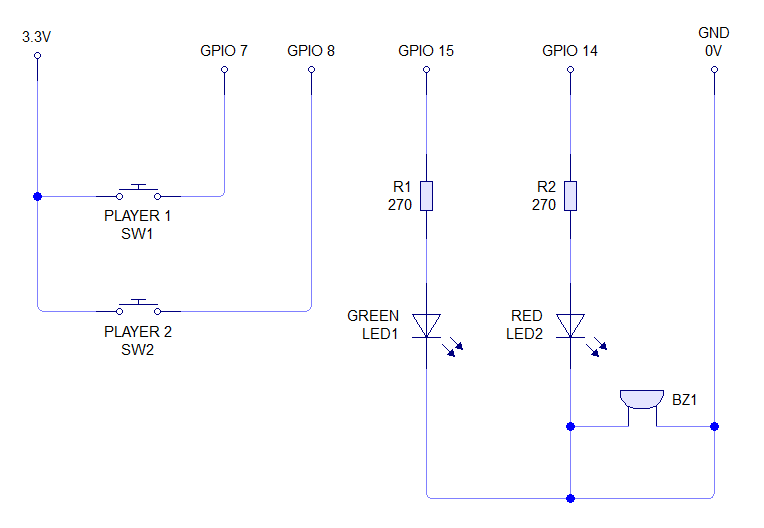 3.3V
GPIO 7
GPIO 8
GPIO 15
GPIO 14
GND
0V
PLAYER 1
SW1
PLAYER 2
SW2
R1
270
R2
270
GREEN
LED1
RED
LED2
BZ1